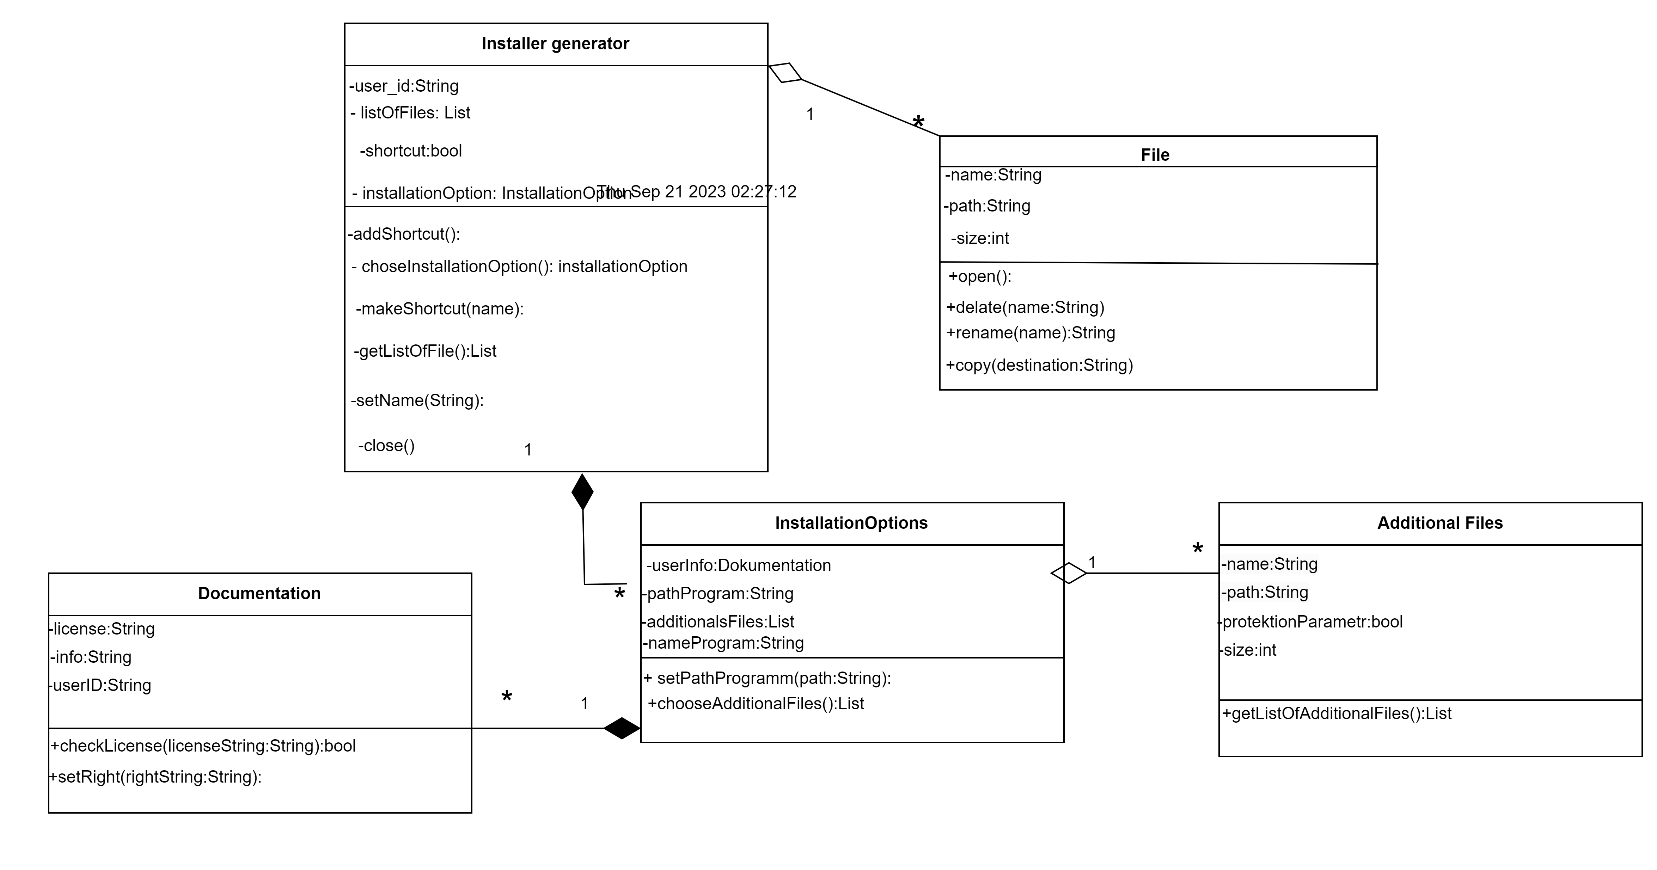 Installer generator
-user_id:String
- listOfFiles: List
-shortcut:bool
- installationOption: InstallationOption
Thu Sep 21 2023 02:27:12
-addShortcut():
- choseInstallationOption(): installationOption
-makeShortcut(name):
-getListOfFile():List
-setName(String):
-close()
1
1
*
File
-name:String
-path:String
-size:int
+open():
+delate(name:String)
+rename(name):String
+copy(destination:String)
*
InstallationOptions
-userInfo:Dokumentation
-pathProgram:String
-additionalsFiles:List
-nameProgram:String
+ setPathProgramm(path:String):
+chooseAdditionalFiles():List
1
*
Additional Files
-name:String
-path:String
-protektionParametr:bool
-size:int
+getListOfAdditionalFiles():List
Documentation
-license:String
-info:String
-userID:String
+checkLicense(licenseString:String):bool
+setRight(rightString:String):
*
1